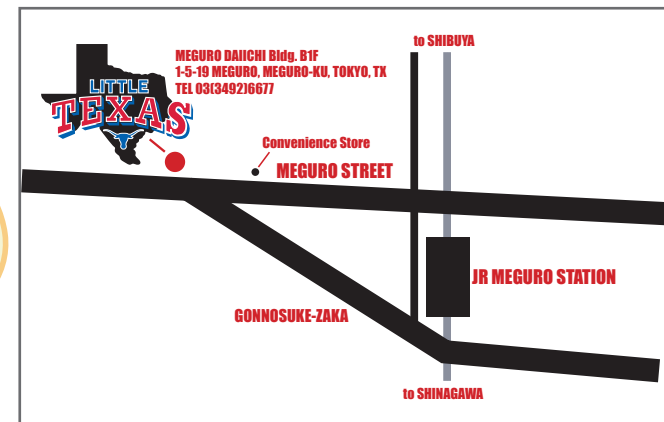 LITTLE
TEXAS
MEGURO DAIICHI Bldg. B1F
1-5-19 MEGURO, MEGURO-KU, TOKYO, TX
TEL 03(3492)6677
to SHIBUYA
Convenience Store
MEGURO STREET
JR MEGURO STATION
GONNOSUKE-ZAKA
to SHINAGAWA